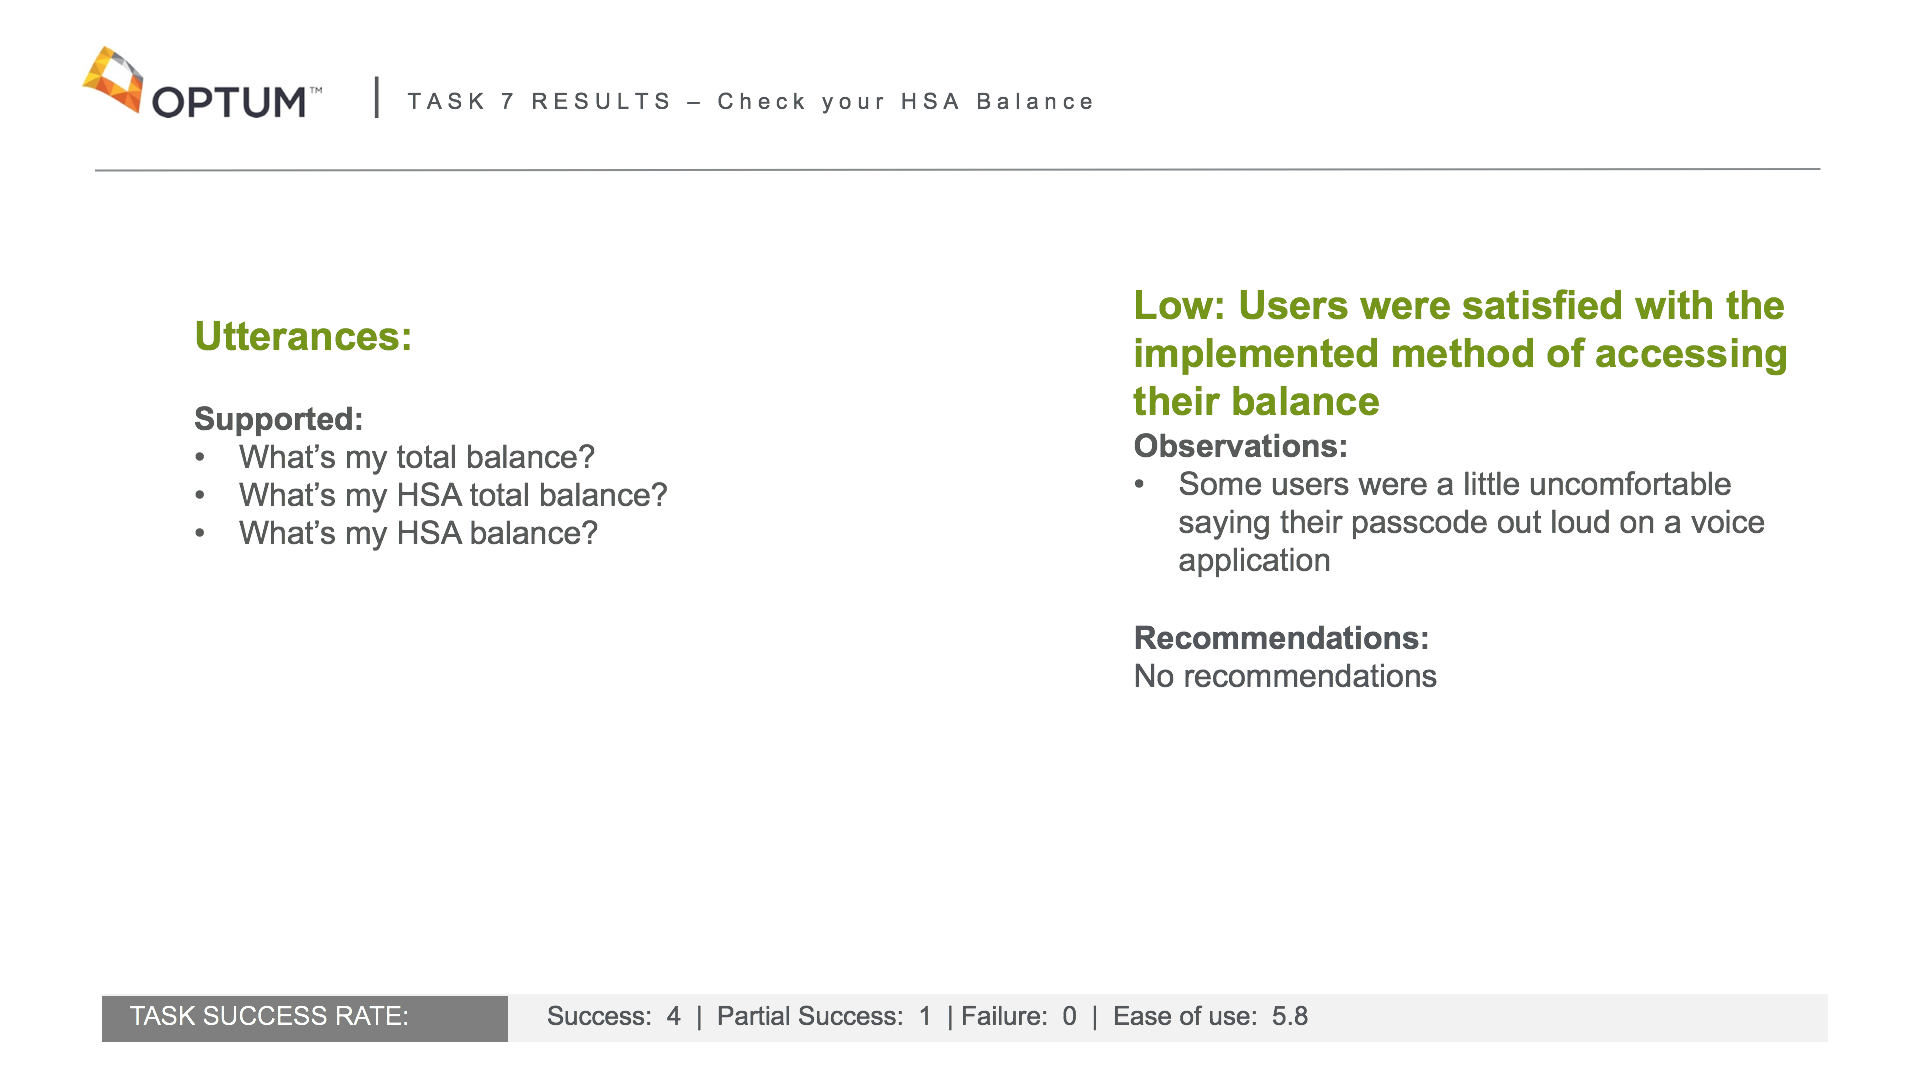 OPTUM™
TASK 7 RESULTS – Check your HSA Balance
Utterances:
Supported:
• What’s my total balance?
• What’s my HSA total balance?
• What’s my HSA balance?
Low: Users were satisfied with the
implemented method of accessing
their balance
Observations:
• Some users were a little uncomfortable
saying their passcode out loud on a voice
application
Recommendations:
No recommendations
TASK SUCCESS RATE:
Success: 4 | Partial Success: 1 | Failure: 0 | Ease of use: 5.8